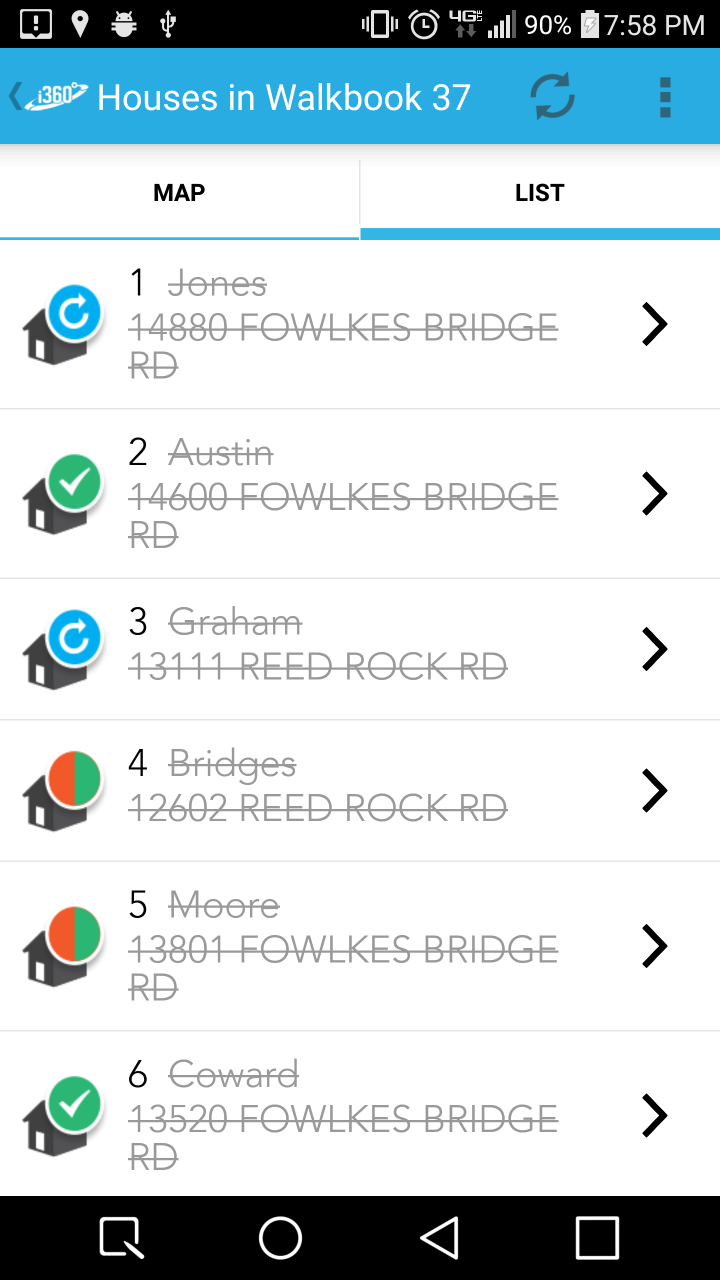 4G LTE 90% 7:58 PM
i360° Houses in Walkbook 37
MAP LIST
1 Jones
14880 FOWLKES BRIDGE
RD
2 Austin
14600 FOWLKES BRIDGE
RD
3 Graham
13111 REED ROCK RD
4 Bridges
12602 REED ROCK RD
5 Moore
13801 FOWLKES BRIDGE
RD
6 Coward
13520 FOWLKES BRIDGE
RD